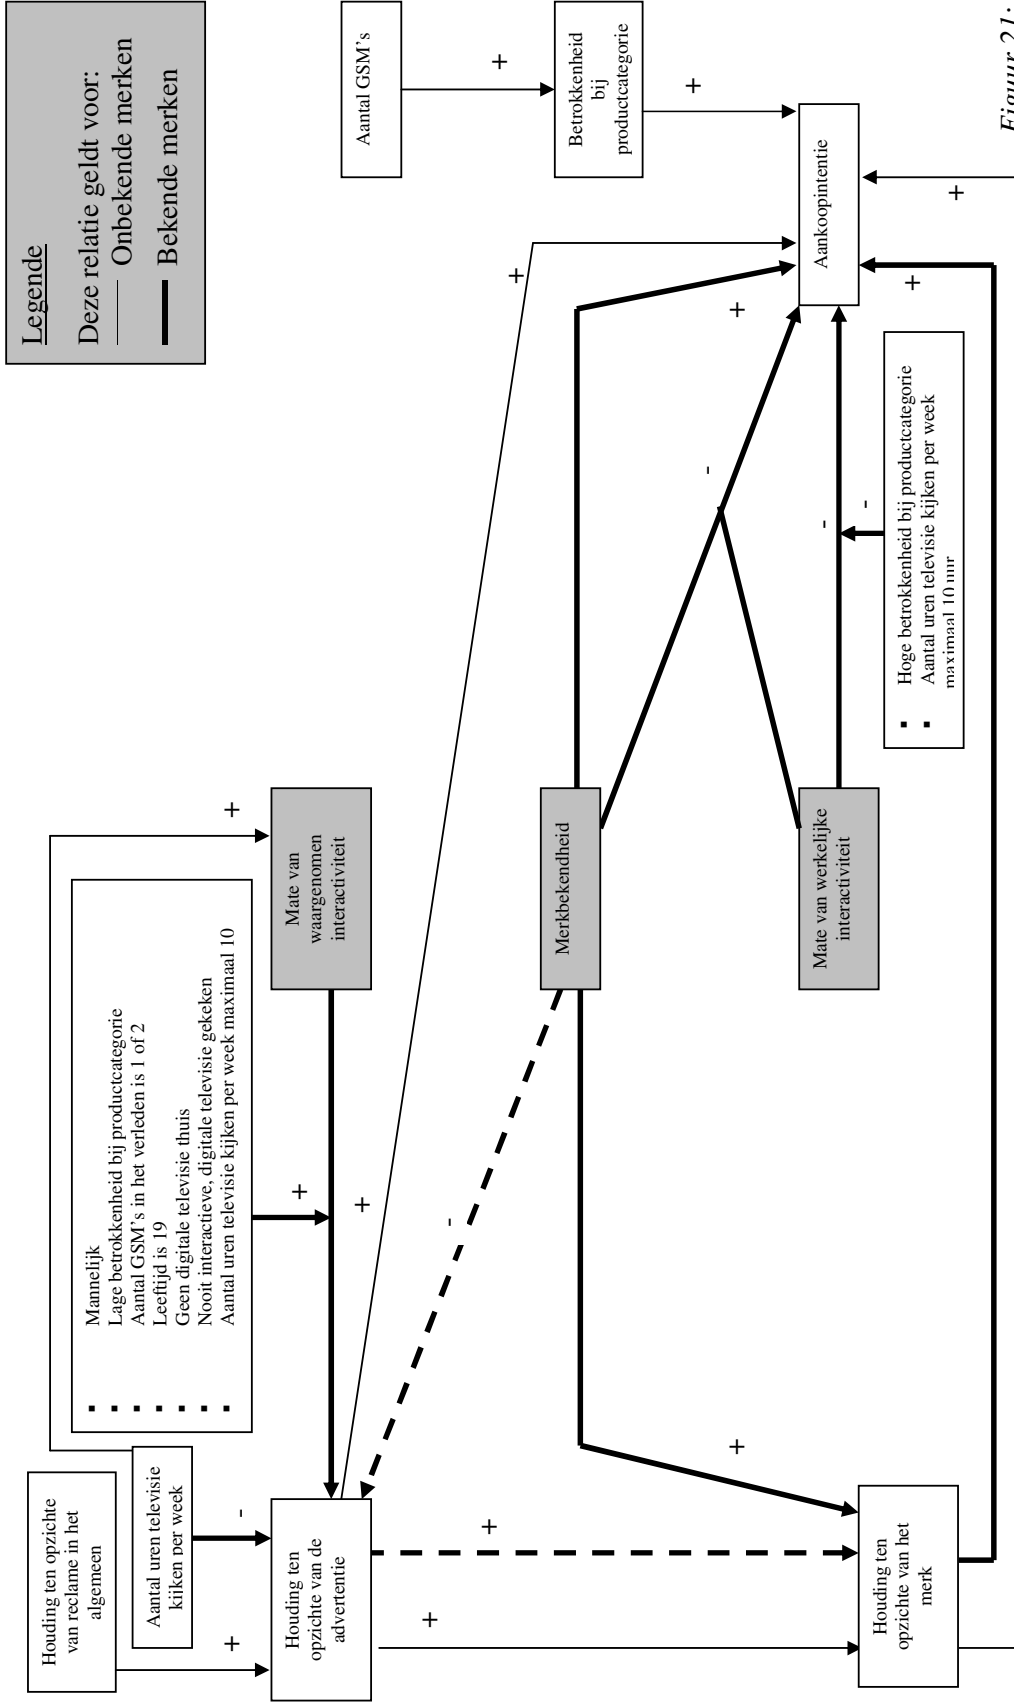 Legende
Deze relatie geldt voor:
Onbekende merken
Bekende merken
Houding ten opzichte
van reclame in het
algemeen
Aantal uren televisie
kijken per week
▪ Mannelijk
▪ Lage betrokkenheid bij productcategorie
▪ Aantal GSM's in het verleden is 1 of 2
▪ Leeftijd is 19
▪ Geen digitale televisie thuis
▪ Nooit interactieve, digitale televisie gekeken
▪ Aantal uren televisie kijken per week maximaal 10
+
-
+
+
Houding ten
opzichte van de
advertentie
+
Mate van
waargenomen
interactiviteit
Aantal GSM's
+
+
+
-
+
Merkbekendheid
Betrokkenheid
bij
productcategorie
+
-
+
+
Houding ten
opzichte van het
merk
Mate van werkelijke
interactiviteit
-
Aankoopintentie
-
▪ Hoge betrokkenheid bij productcategorie
▪ Aantal uren televisie kijken per week
maximaal 10 uur
+
+
Figuur 21: